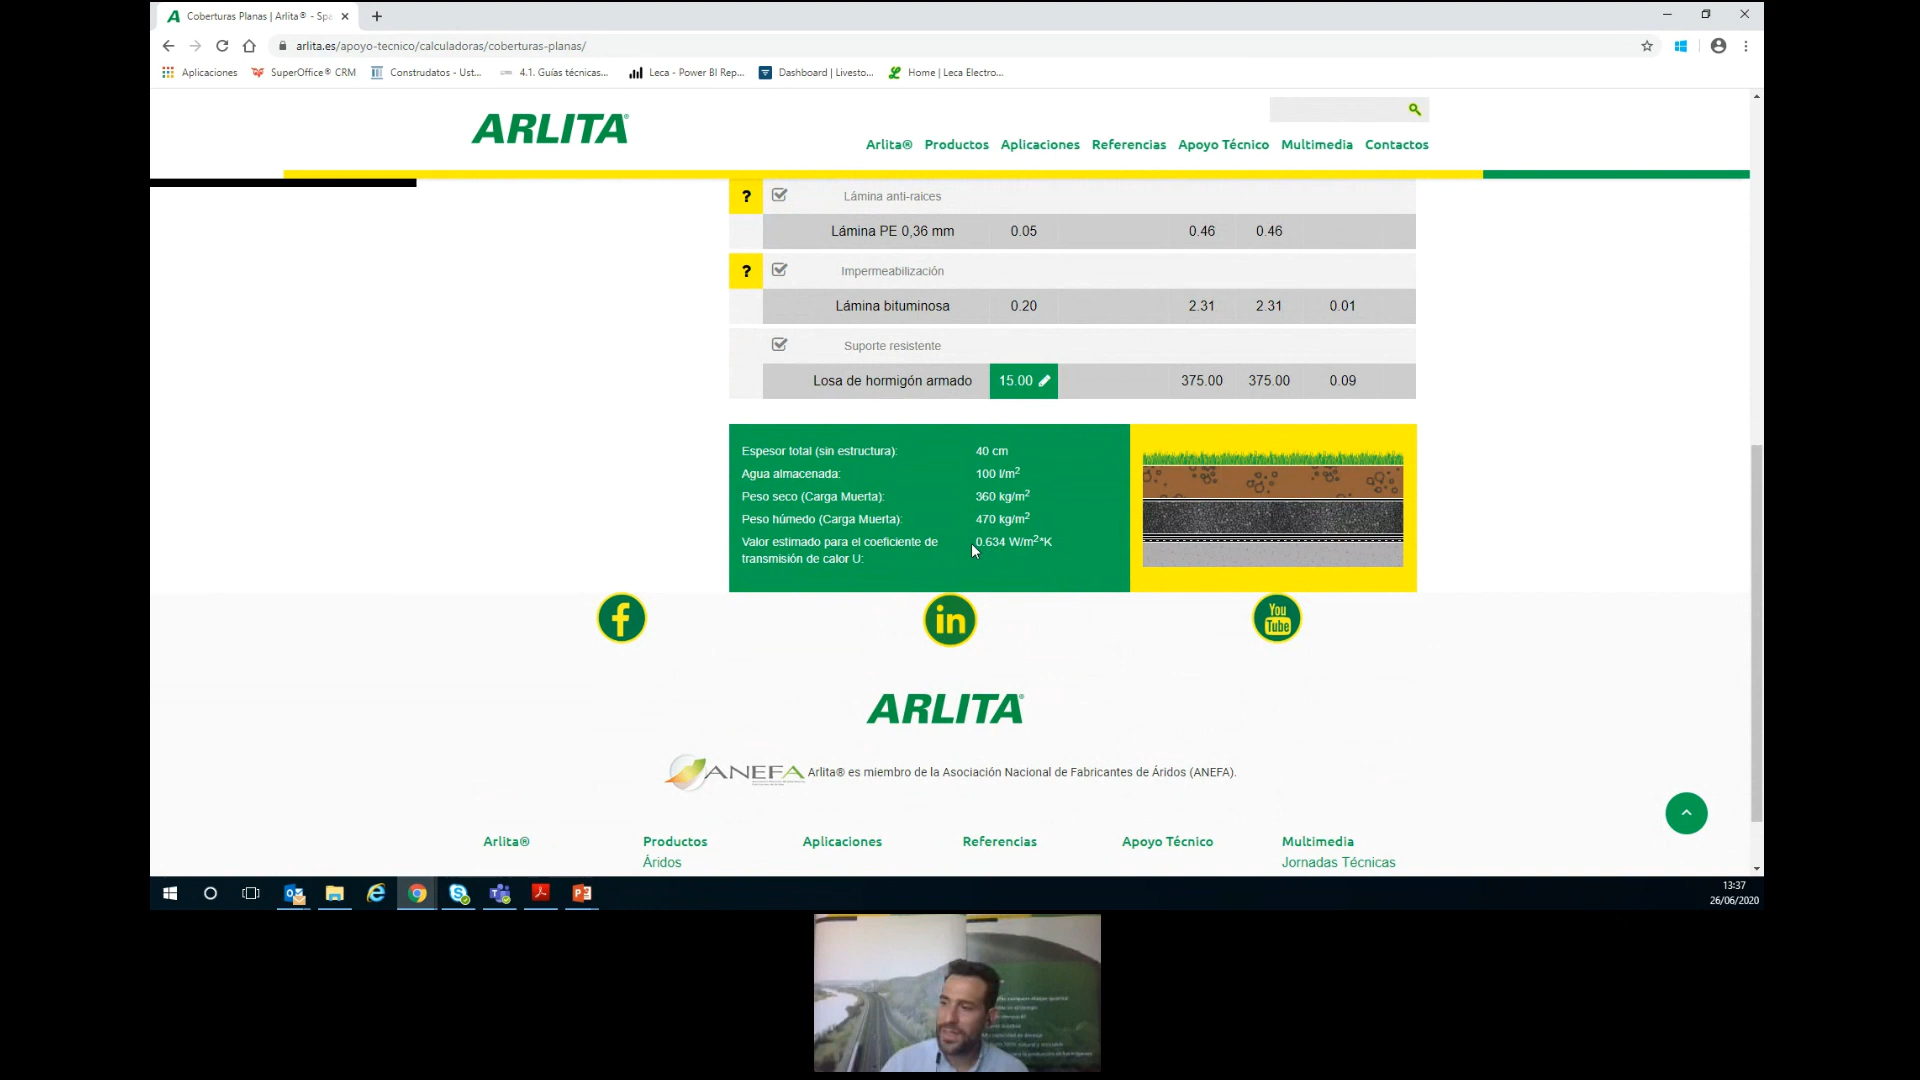 Coberturas Planas | Arlita® - Spa
arlita.es/apoyo-tecnico/calculadoras/coberturas-planas/
Aplicaciones
SuperOffice® CRM
Construdatos - Ust...
4.1. Guías técnicas...
Leca - Power BI Rep...
Dashboard | Livesto...
Home | Leca Electro...
ARLITA®
Arlita® Productos Aplicaciones Referencias Apoyo Técnico Multimedia Contactos
? Lámina anti-raices
Lámina PE 0,36 mm 0.05 0.46 0.46
? Impermeabilización
Lámina bituminosa 0.20 2.31 2.31 0.01
Suporte resistente
Losa de hormigón armado 15.00 375.00 375.00 0.09
Espesor total (sin estructura): 40 cm
Agua almacenada: 100 l/m2
Peso seco (Carga Muerta): 360 kg/m2
Peso húmedo (Carga Muerta): 470 kg/m2
Valor estimado para el coeficiente de 0.634 W/m2*K
transmisión de calor U:
f
in
You
Tube
ARLITA®
ANEFA Arlita® es miembro de la Asociación Nacional de Fabricantes de Áridos (ANEFA).
Arlita® Productos Aplicaciones Referencias Apoyo Técnico Multimedia
Áridos Jornadas Técnicas
13:37
26/06/2020